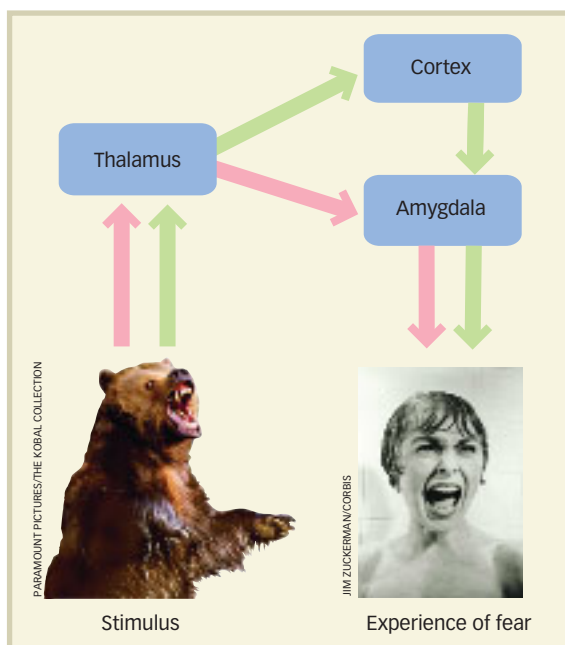 Cortex
Thalamus
Amygdala
PARAMOUNT PICTURES/THE KOBAL COLLECTION
JIM ZUCKERMAN/CORBIS
Stimulus
Experience of fear